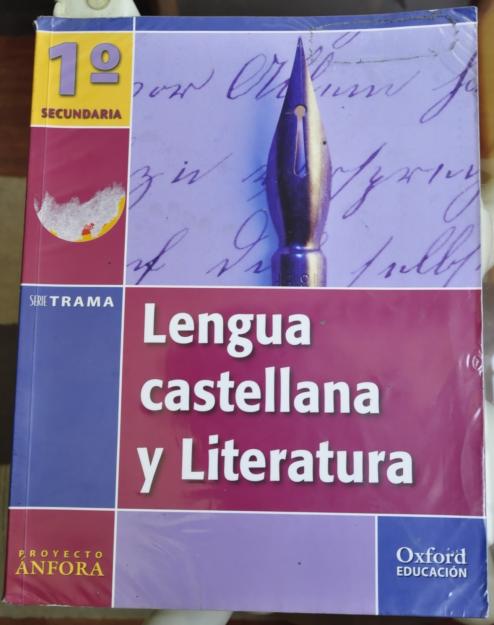 1º
SECUNDARIA
SERIE TRAMA
Lengua
castellana
y Literatura
PROYECTO
ÁNFORA
Oxford
EDUCACIÓN